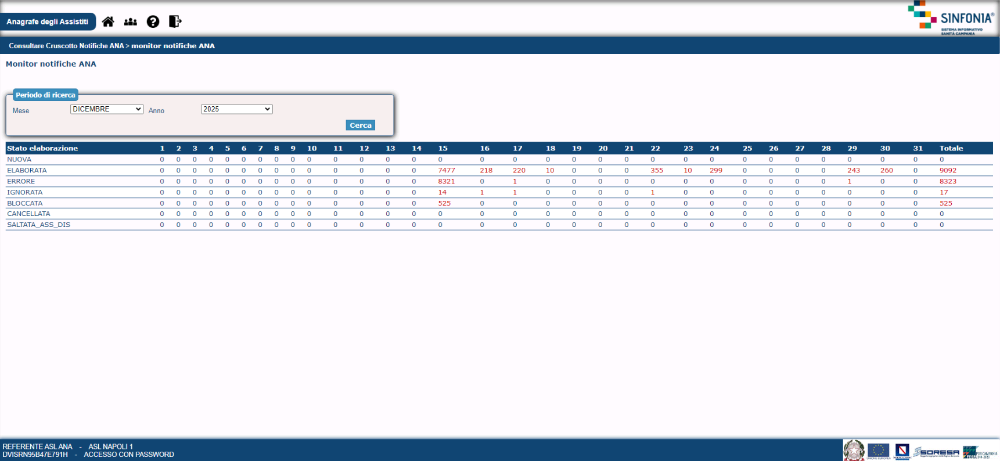 Anagrafe degli Assistiti
SINFONIA®
SISTEMA INFORMATIVO
SANITÀ CAMPANIA
Consultare Cruscotto Notifiche ANA > monitor notifiche ANA
Monitor notifiche ANA
Periodo di ricerca
Mese DICEMBRE Anno 2025
Cerca
Stato elaborazione 1 2 3 4 5 6 7 8 9 10 11 12 13 14 15 16 17 18 19 20 21 22 23 24 25 26 27 28 29 30 31 Totale
NUOVA 0 0 0 0 0 0 0 0 0 0 0 0 0 0 0 0 0 0 0 0 0 0 0 0 0 0 0 0 0 0 0 0
ELABORATA 0 0 0 0 0 0 0 0 0 0 0 0 0 0 7477 218 220 10 0 0 0 355 10 299 0 0 0 0 243 260 0 9092
ERRORE 0 0 0 0 0 0 0 0 0 0 0 0 0 0 8321 0 1 0 0 0 0 0 0 0 0 0 0 0 1 0 0 8323
IGNORATA 0 0 0 0 0 0 0 0 0 0 0 0 0 0 14 1 1 0 0 0 0 1 0 0 0 0 0 0 0 0 0 17
BLOCCATA 0 0 0 0 0 0 0 0 0 0 0 0 0 0 525 0 0 0 0 0 0 0 0 0 0 0 0 0 0 0 0 525
CANCELLATA 0 0 0 0 0 0 0 0 0 0 0 0 0 0 0 0 0 0 0 0 0 0 0 0 0 0 0 0 0 0 0 0
SALTATA_ASS_DIS 0 0 0 0 0 0 0 0 0 0 0 0 0 0 0 0 0 0 0 0 0 0 0 0 0 0 0 0 0 0 0 0
REFERENTE ASL ANA - ASL NAPOLI 1
DVISRN95B47E791H - ACCESSO CON PASSWORD
UNIONE EUROPEA
SORESA
POR CAMPANIA
FESR 2014-2020